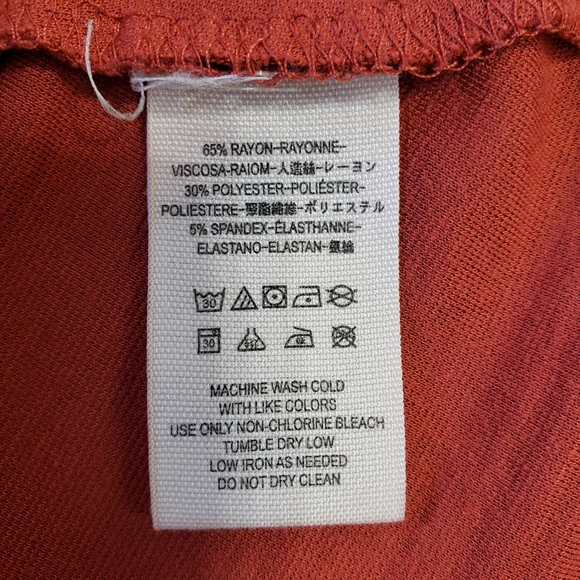 65% RAYON-RAYONNE-
VISCOSA-RAIOM-人造絲-レーヨン
30% POLYESTER-POLIÉSTER-
POLIESTERE-聚酯纖維-ポリエステル
5% SPANDEX-ÉLASTHANNE-
ELASTANO-ELASTAN-氨綸
30
30
MACHINE WASH COLD
WITH LIKE COLORS
USE ONLY NON-CHLORINE BLEACH
TUMBLE DRY LOW
LOW IRON AS NEEDED
DO NOT DRY CLEAN